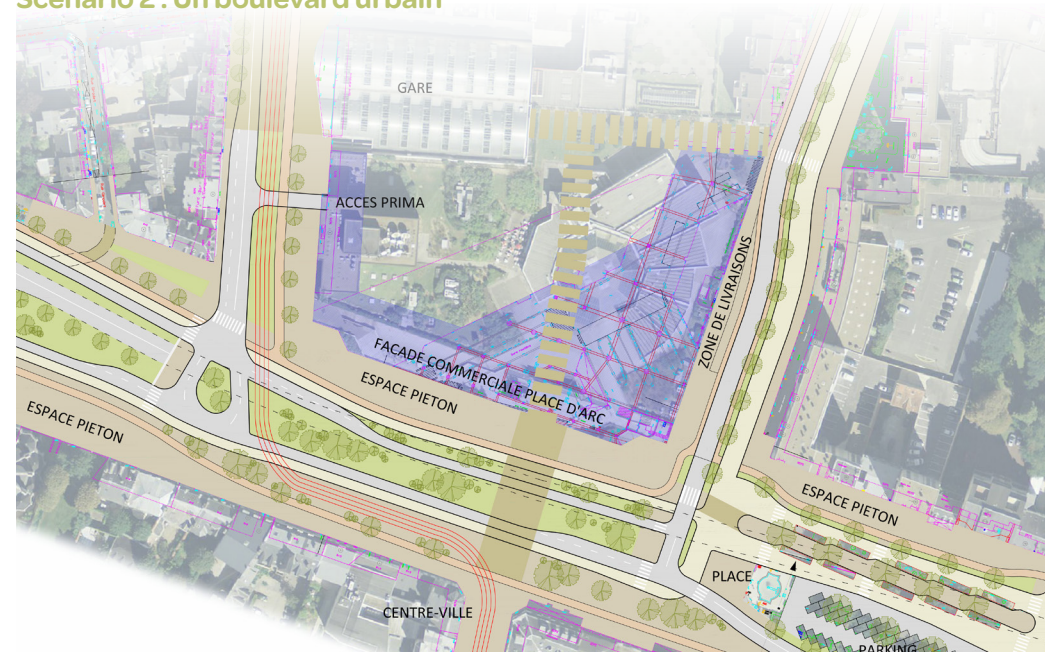 Scénario 2 : Un boulevard urbain
GARE
ACCES PRIMA
ZONE DE LIVRAISONS
FACADE COMMERCIALE PLACE D'ARC
ESPACE PIETON
ESPACE PIETON
ESPACE PIETON
PLACE
CENTRE-VILLE
PARKING